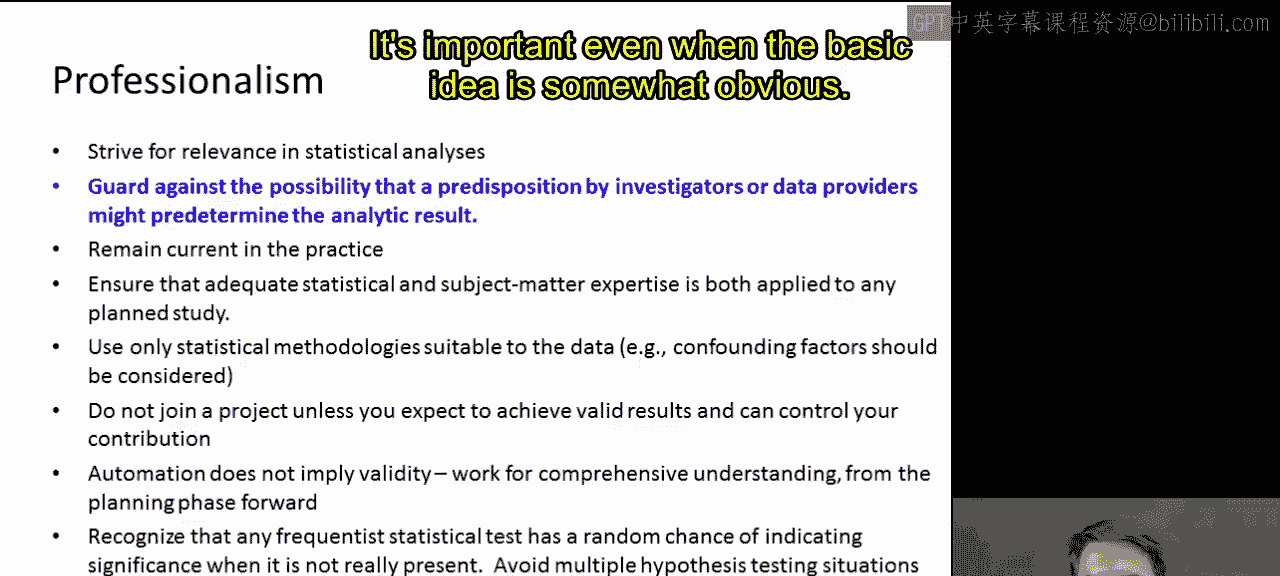 GPT中英字幕课程资源@bilibili.com
It's important even when the basic
idea is somewhat obvious.
Professionalism
• Strive for relevance in statistical analyses
• Guard against the possibility that a predisposition by investigators or data providers
might predetermine the analytic result.
• Remain current in the practice
• Ensure that adequate statistical and subject-matter expertise is both applied to any
planned study.
• Use only statistical methodologies suitable to the data (e.g., confounding factors should
be considered)
• Do not join a project unless you expect to achieve valid results and can control your
contribution
• Automation does not imply validity – work for comprehensive understanding, from the
planning phase forward
• Recognize that any frequentist statistical test has a random chance of indicating
significance when it is not really present. Avoid multiple hypothesis testing situations